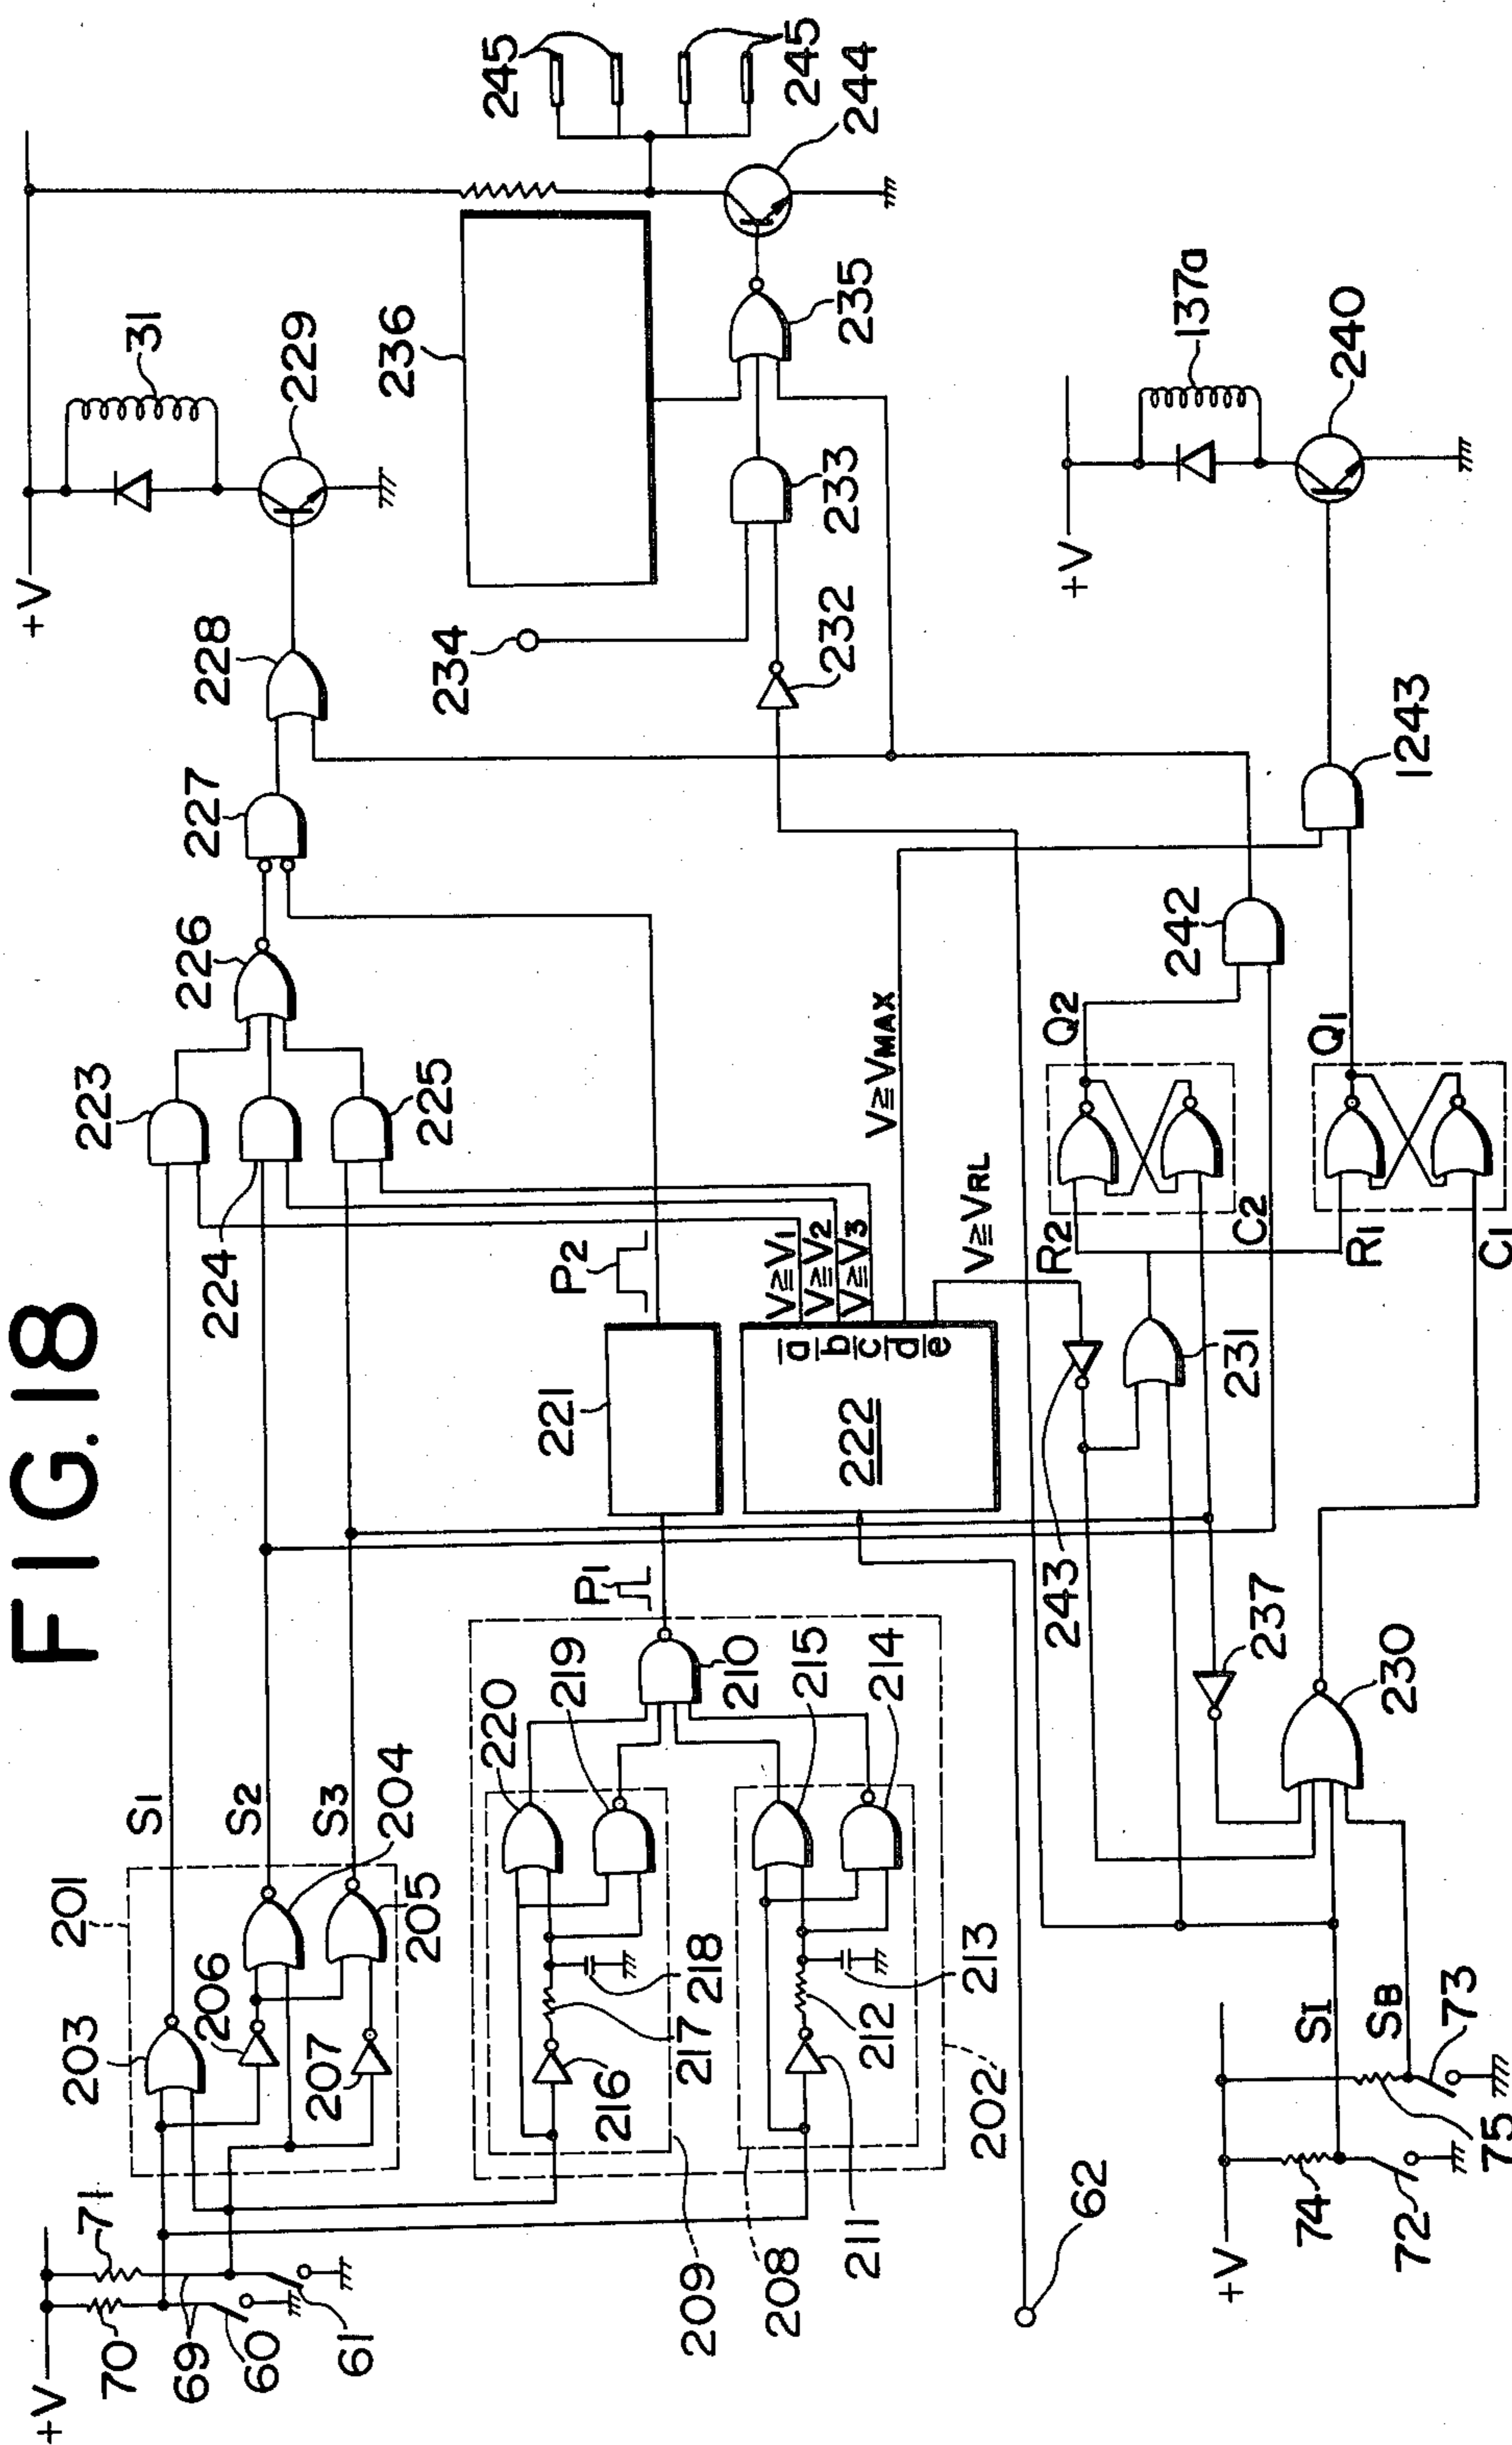 FIG. 18
+V
70
71
69
60
61
203
201
206
207
204
205
S1
S2
S3
223
224
225
226
227
228
229
31
+V
209
208
202
216
217
218
220
219
211
212
213
215
214
210
P1
221
P2
222
a
b
c
d
e
V≧V1
V≧V2
V≧V3
V≧VMAX
V≧VRL
234
232
233
235
236
244
245
245
62
+V
74
72
75
73
SI
SB
230
237
243
231
R2
C2
Q2
R1
C1
Q1
242
1243
240
137a
+V